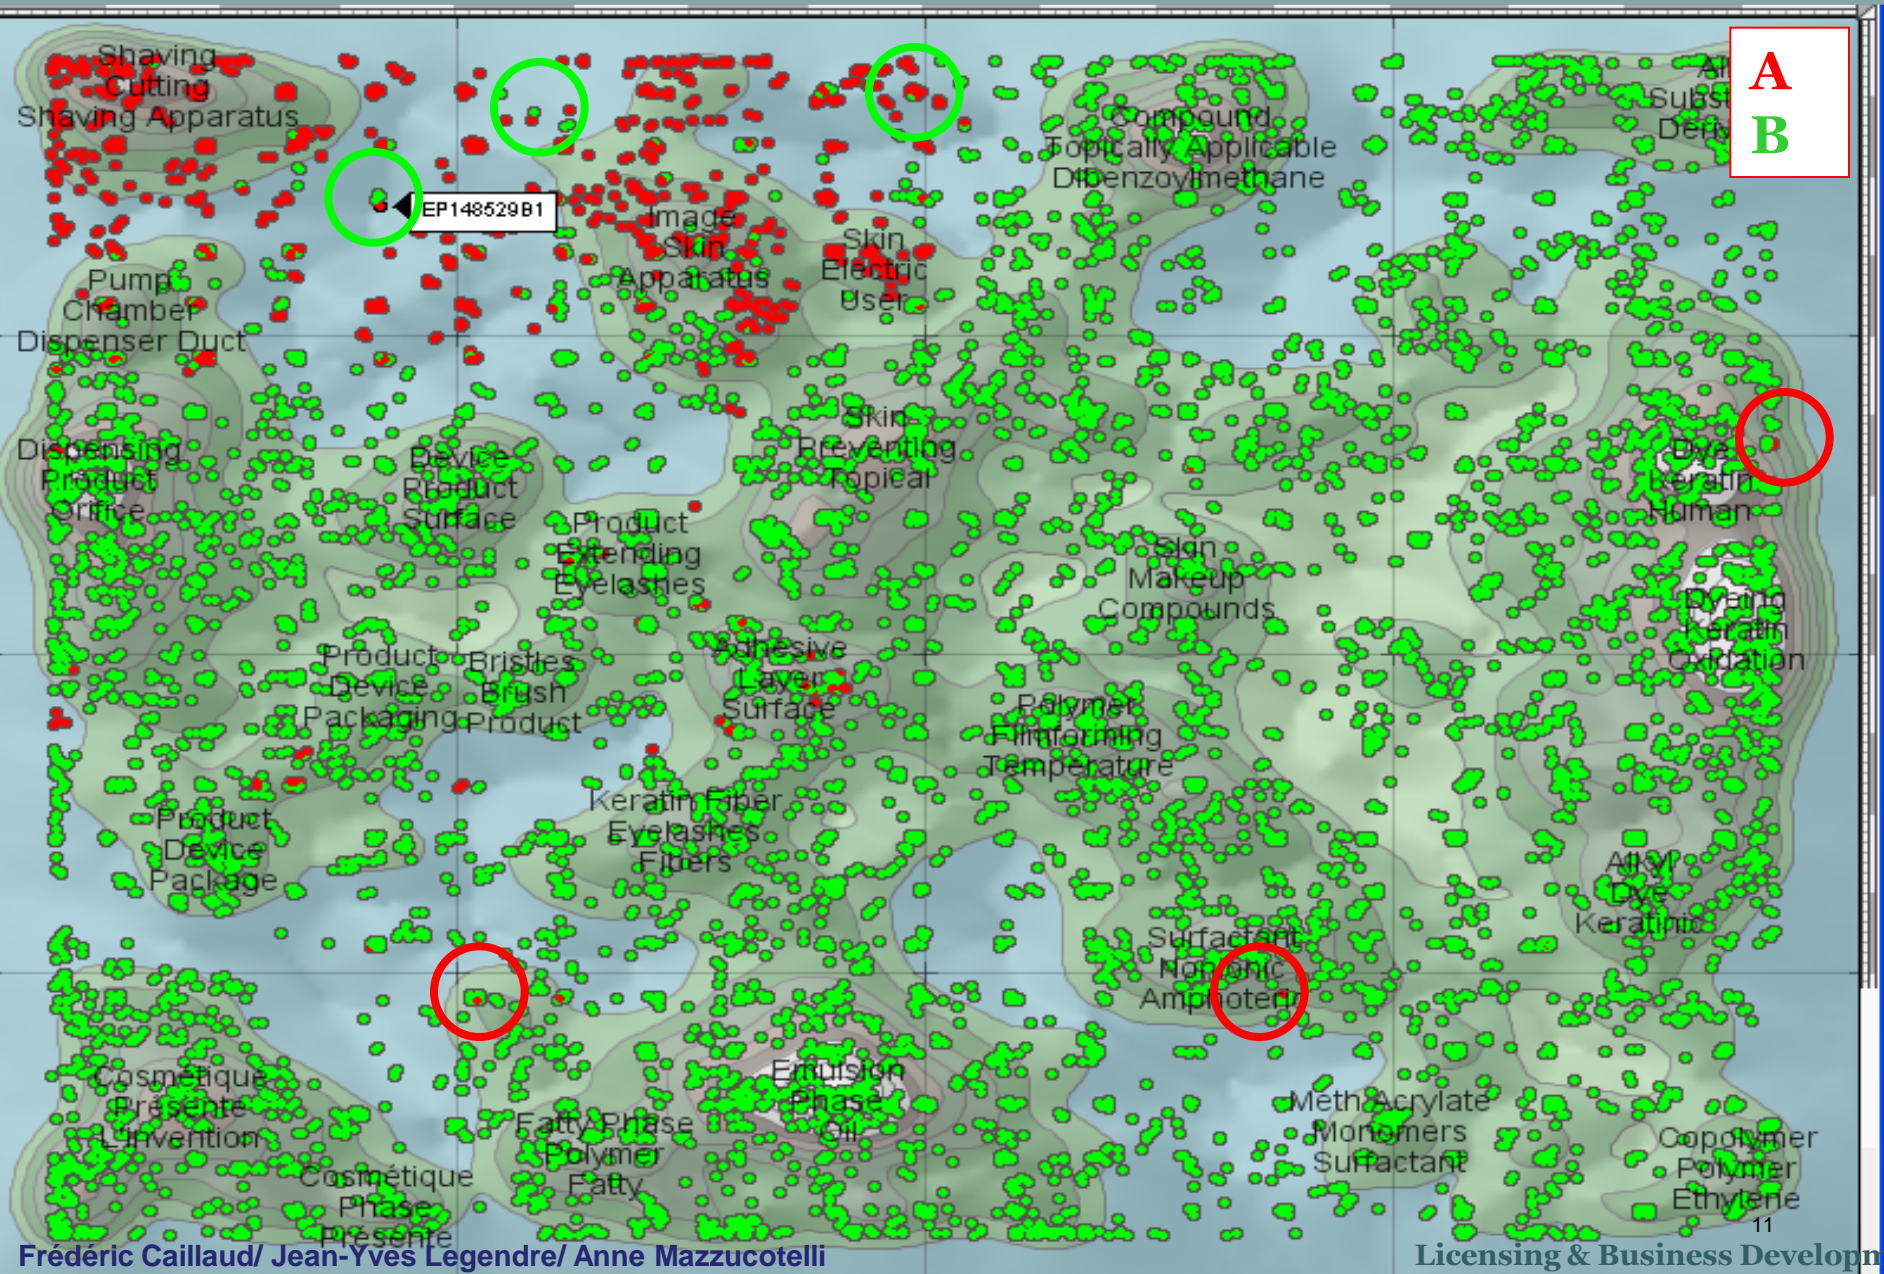 Shaving
Cutting
Shaving Apparatus
Compound
Topically Applicable
Dibenzoylmethane
A
B
EP148529B1
Image
Skin
Apparatus
Skin
Electric
User
Pump
Chamber
Dispenser Duct
Dispensing
Product
Orifice
Device
Product
Surface
Skin
Preventing
Topical
Dye
Keratin
Human
Product
Extending
Eyelashes
Skin
Makeup
Compounds
Dyeing
Keratin
Oxidation
Product
Device
Packaging
Bristles
Brush
Product
Adhesive
Layer
Surface
Polymer
Filmforming
Temperature
Product
Device
Package
Keratin Fiber
Eyelashes
Fibers
Alkyl
Dye
Keratinic
Surfactant
Nonionic
Amphoteric
Cosmétique
Présente
L'invention
Emulsion
Phase
Oil
Fatty Phase
Polymer
Fatty
Meth Acrylate
Monomers
Surfactant
Copolymer
Polymer
Ethylene
Cosmétique
Phase
Présente
11
Frédéric Caillaud/ Jean-Yves Legendre/ Anne Mazzucotelli
Licensing & Business Developm